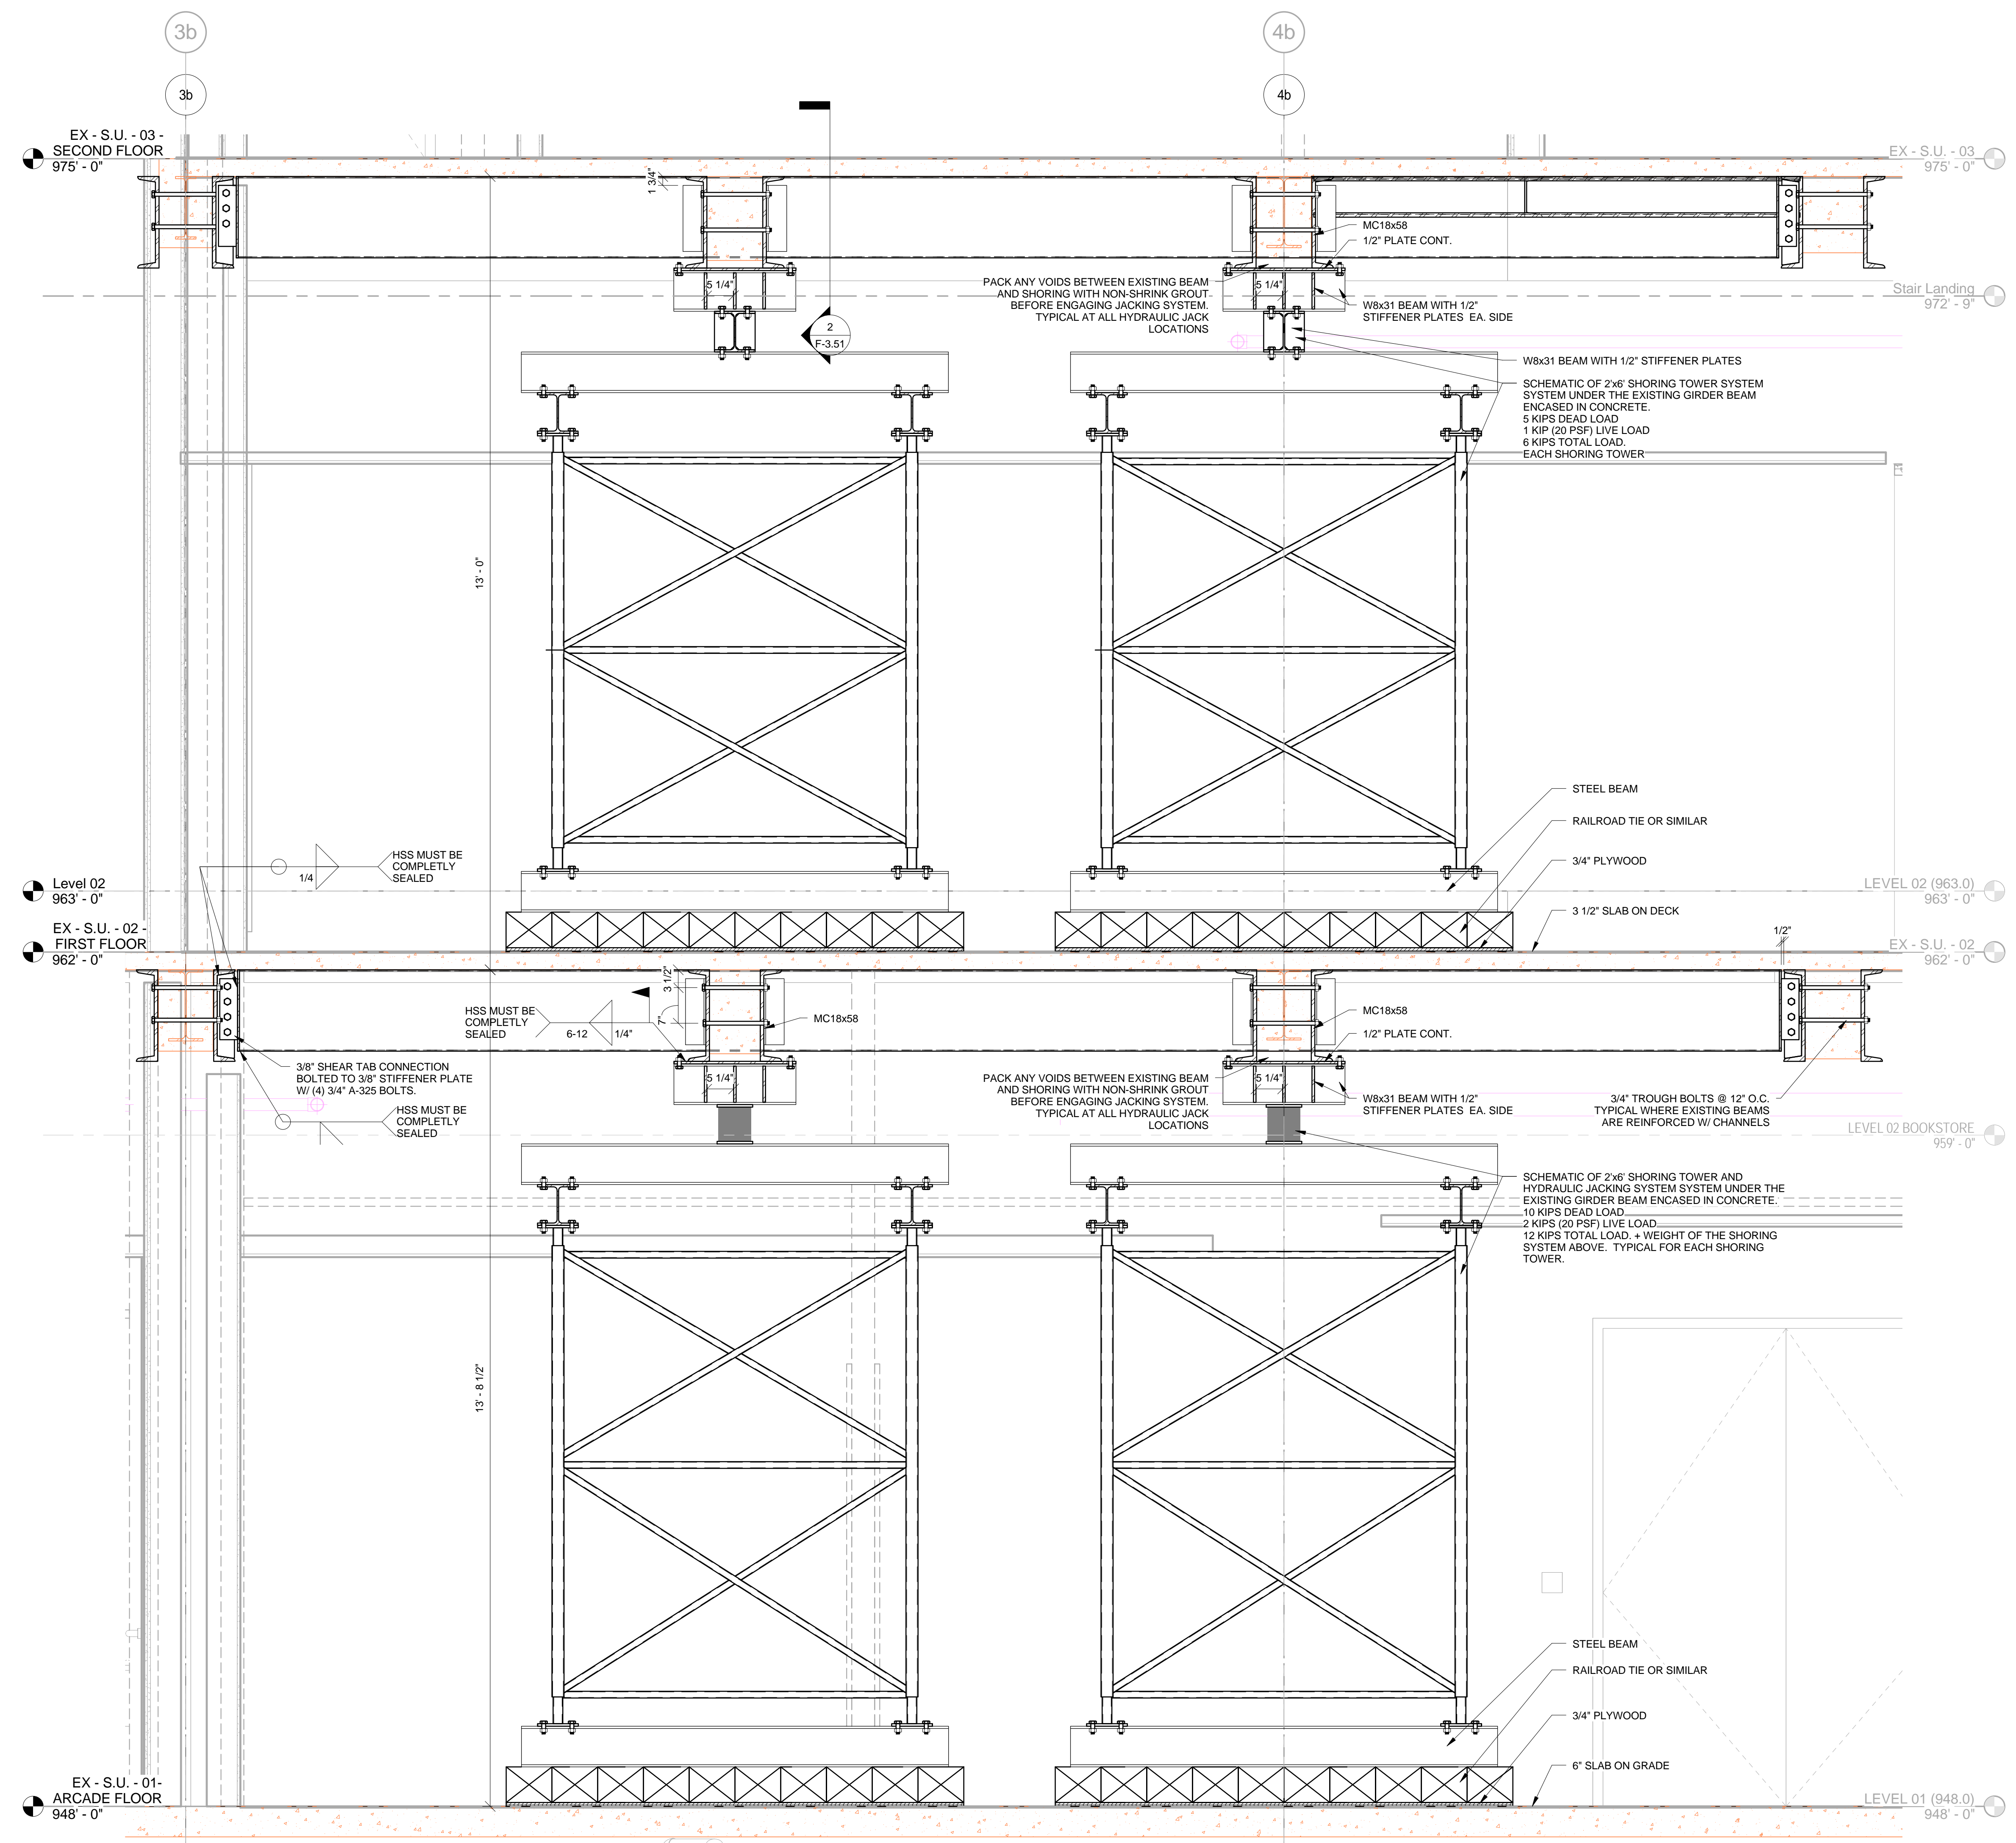 3b
4b
3b
4b
EX - S.U. - 03 -
SECOND FLOOR
975' - 0"
EX - S.U. - 03
975' - 0"
1 3/4"
MC18x58
1/2" PLATE CONT.
PACK ANY VOIDS BETWEEN EXISTING BEAM
AND SHORING WITH NON-SHRINK GROUT
BEFORE ENGAGING JACKING SYSTEM.
TYPICAL AT ALL HYDRAULIC JACK
LOCATIONS
5 1/4"
5 1/4"
Stair Landing
972' - 9"
W8x31 BEAM WITH 1/2"
STIFFENER PLATES EA. SIDE
2
F-3.51
W8x31 BEAM WITH 1/2" STIFFENER PLATES
SCHEMATIC OF 2'x6' SHORING TOWER SYSTEM
SYSTEM UNDER THE EXISTING GIRDER BEAM
ENCASED IN CONCRETE.
5 KIPS DEAD LOAD
1 KIP (20 PSF) LIVE LOAD
6 KIPS TOTAL LOAD.
EACH SHORING TOWER
13' - 0"
STEEL BEAM
RAILROAD TIE OR SIMILAR
3/4" PLYWOOD
3 1/2" SLAB ON DECK
1/4
HSS MUST BE
COMPLETLY
SEALED
Level 02
963' - 0"
LEVEL 02 (963.0)
963' - 0"
EX - S.U. - 02 -
FIRST FLOOR
962' - 0"
EX - S.U. - 02
962' - 0"
1/2"
3 1/2"
7"
HSS MUST BE
COMPLETLY
SEALED
6-12
1/4"
MC18x58
MC18x58
1/2" PLATE CONT.
3/8" SHEAR TAB CONNECTION
BOLTED TO 3/8" STIFFENER PLATE
W/ (4) 3/4" A-325 BOLTS.
HSS MUST BE
COMPLETLY
SEALED
5 1/4"
5 1/4"
PACK ANY VOIDS BETWEEN EXISTING BEAM
AND SHORING WITH NON-SHRINK GROUT
BEFORE ENGAGING JACKING SYSTEM.
TYPICAL AT ALL HYDRAULIC JACK
LOCATIONS
W8x31 BEAM WITH 1/2"
STIFFENER PLATES EA. SIDE
3/4" TROUGH BOLTS @ 12" O.C.
TYPICAL WHERE EXISTING BEAMS
ARE REINFORCED W/ CHANNELS
LEVEL 02 BOOKSTORE
959' - 0"
SCHEMATIC OF 2'x6' SHORING TOWER AND
HYDRAULIC JACKING SYSTEM SYSTEM UNDER THE
EXISTING GIRDER BEAM ENCASED IN CONCRETE.
10 KIPS DEAD LOAD
2 KIPS (20 PSF) LIVE LOAD
12 KIPS TOTAL LOAD. + WEIGHT OF THE SHORING
SYSTEM ABOVE. TYPICAL FOR EACH SHORING
TOWER.
13' - 8 1/2"
STEEL BEAM
RAILROAD TIE OR SIMILAR
3/4" PLYWOOD
6" SLAB ON GRADE
EX - S.U. - 01-
ARCADE FLOOR
948' - 0"
LEVEL 01 (948.0)
948' - 0"